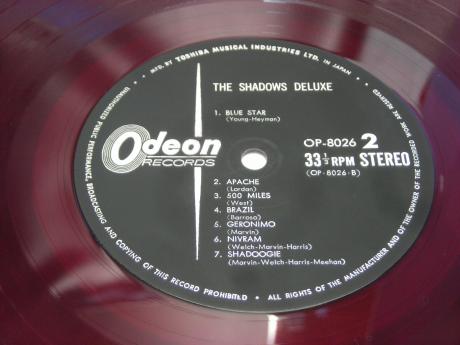 MFG. BY TOSHIBA MUSICAL INDUSTRIES LTD. IN JAPAN. • ALL RIGHTS OF THE MANUFACTURER AND OF THE OWNER OF THE RECORDED WORK ARE RESERVED
UNAUTHORISED PUBLIC PERFORMANCE, BROADCASTING AND COPYING OF THIS RECORD PROHIBITED •
THE SHADOWS DELUXE
1. BLUE STAR
(Young-Heyman)
Odeon
RECORDS
OP-8026 2
33⅓ RPM STEREO
(OP-8026-B)
2. APACHE
(Lordan)
3. 500 MILES
(West)
4. BRAZIL
(Barroso)
5. GERONIMO
(Marvin)
6. NIVRAM
(Welch-Marvin-Harris)
7. SHADOOGIE
(Marvin-Welch-Harris-Meehan)